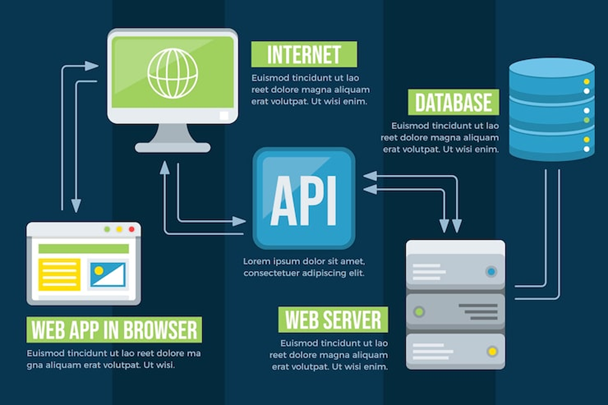 INTERNET
Euismod tincidunt ut lao
reet dolore magna aliquam
erat volutpat. Ut wisi enim.
DATABASE
Euismod tincidunt ut lao
reet dolore magna aliquam
erat volutpat. Ut wisi enim.
API
Lorem ipsum dolor sit amet,
consectetuer adipiscing elit.
WEB APP IN BROWSER
Euismod tincidunt ut lao reet dolore ma
gna aliquam erat volutpat. Ut wisi.
WEB SERVER
Euismod tincidunt ut lao
reet dolore magna aliquam
erat volutpat. Ut wisi enim.